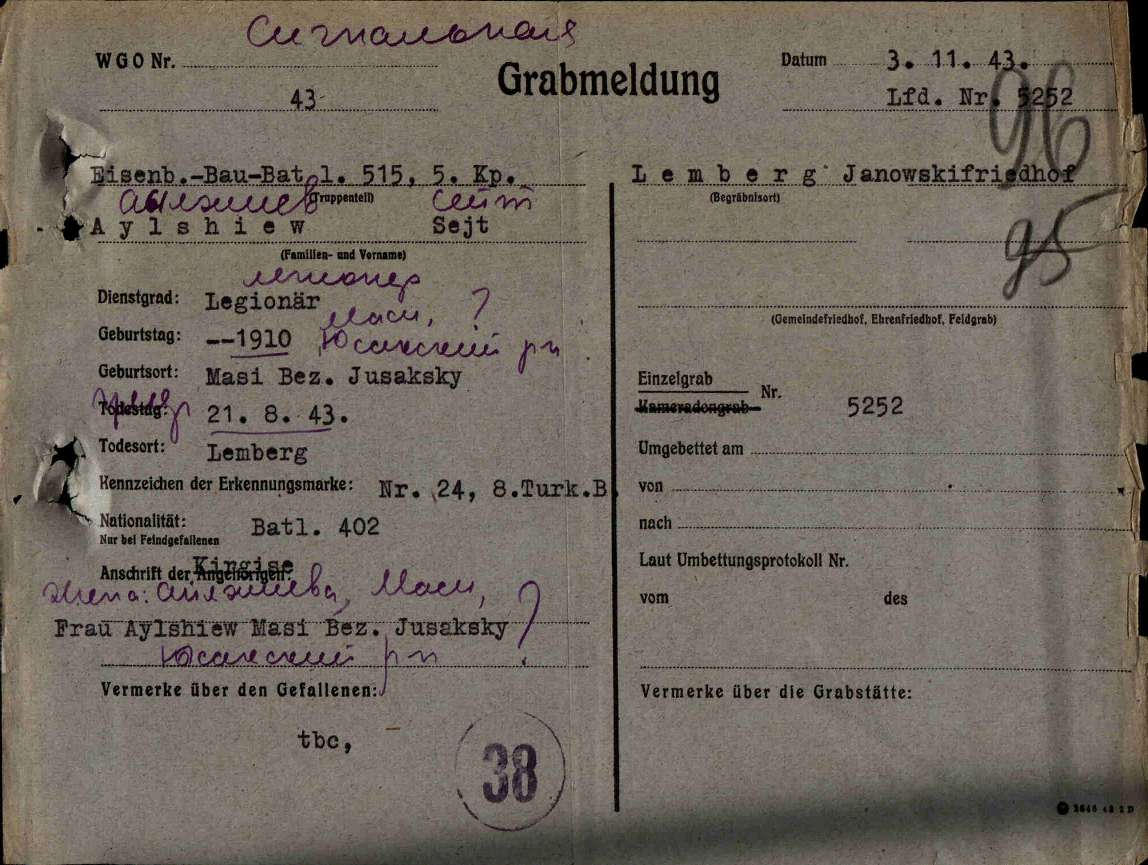 Сигнальная
WGO Nr.
43
Grabmeldung
Datum 3. 11. 43.
Lfd. Nr. 5252
96
Eisenb.-Bau-Batl. 515, 5. Kp.
(Truppenteil)
Сеит
Aylshiew Sejt
(Familien- und Vorname)
легионер
Dienstgrad: Legionär
Маси, ?
Geburtstag: --1910
Юсакский р-н
Geburtsort: Masi Bez. Jusaksky
Todestag: 21. 8. 43.
Todesort: Lemberg
Kennzeichen der Erkennungsmarke: Nr. 24, 8.Turk.B
Nationalität: Batl. 402
Nur bei Feindgefallenen
Kirgise
Anschrift der Angehörigen:
Жена: Айлшиева, Маси,
Frau Aylshiew Masi Bez. Jusaksky ?
Юсакский р-н
Vermerke über den Gefallenen:
tbc,
38
Lemberg Janowskifriedhof
(Begräbnisort)
95
(Gemeindefriedhof, Ehrenfriedhof, Feldgrab)
Einzelgrab
Kameradengrab
Nr. 5252
Umgebettet am
von
nach
Laut Umbettungsprotokoll Nr.
vom des
Vermerke über die Grabstätte:
2646 42 2 D